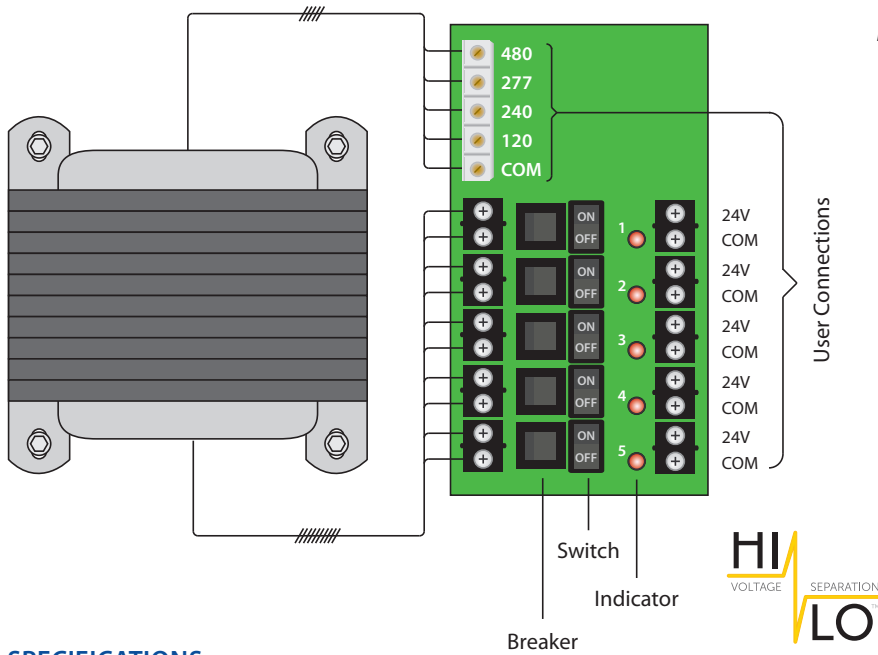 480
277
240
120
COM
ON
OFF
1
24V
COM
ON
OFF
2
24V
COM
ON
OFF
3
24V
COM
ON
OFF
4
24V
COM
ON
OFF
5
24V
COM
User Connections
Switch
Indicator
Breaker
HI
VOLTAGE SEPARATION
LO
SPECIFICATIONS